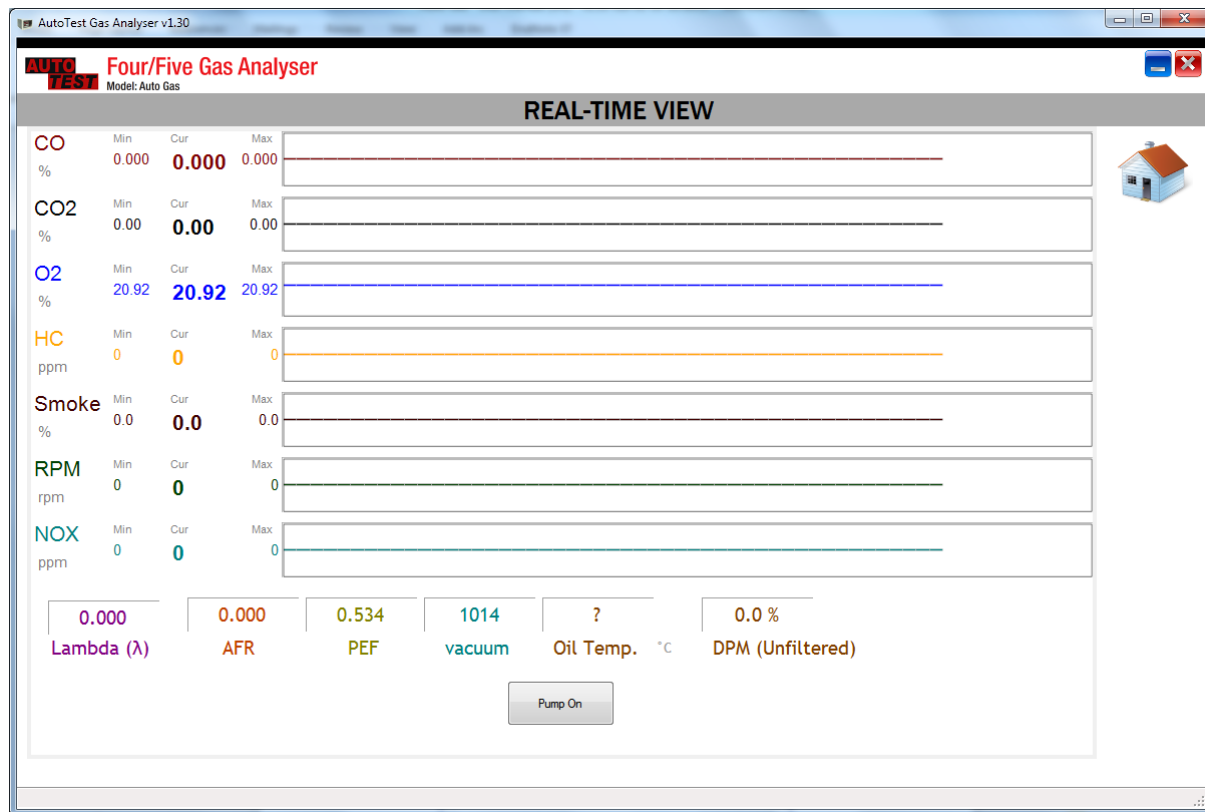 AutoTest Gas Analyser v1.30
AUTO TEST
Four/Five Gas Analyser
Model: Auto Gas
REAL-TIME VIEW
CO Min Cur Max
% 0.000 0.000 0.000
CO2 Min Cur Max
% 0.00 0.00 0.00
O2 Min Cur Max
% 20.92 20.92 20.92
HC Min Cur Max
ppm 0 0 0
Smoke Min Cur Max
% 0.0 0.0 0.0
RPM Min Cur Max
rpm 0 0 0
NOX Min Cur Max
ppm 0 0 0
0.000 0.000 0.534 1014 ? 0.0 %
Lambda (λ) AFR PEF vacuum Oil Temp. °C DPM (Unfiltered)
Pump On